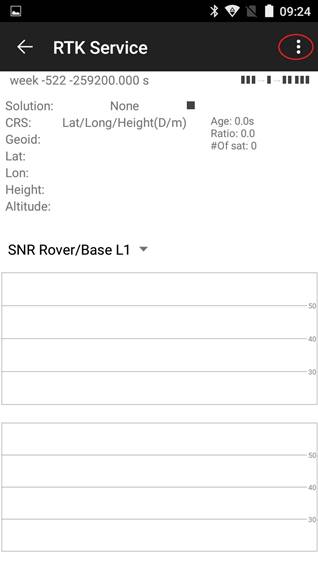 09:24
RTK Service
week -522 -259200.000 s
Solution: None
CRS: Lat/Long/Height(D/m)
Geoid:
Lat:
Lon:
Height:
Altitude:
Age: 0.0s
Ratio: 0.0
#Of sat: 0
SNR Rover/Base L1
50
40
30
50
40
30